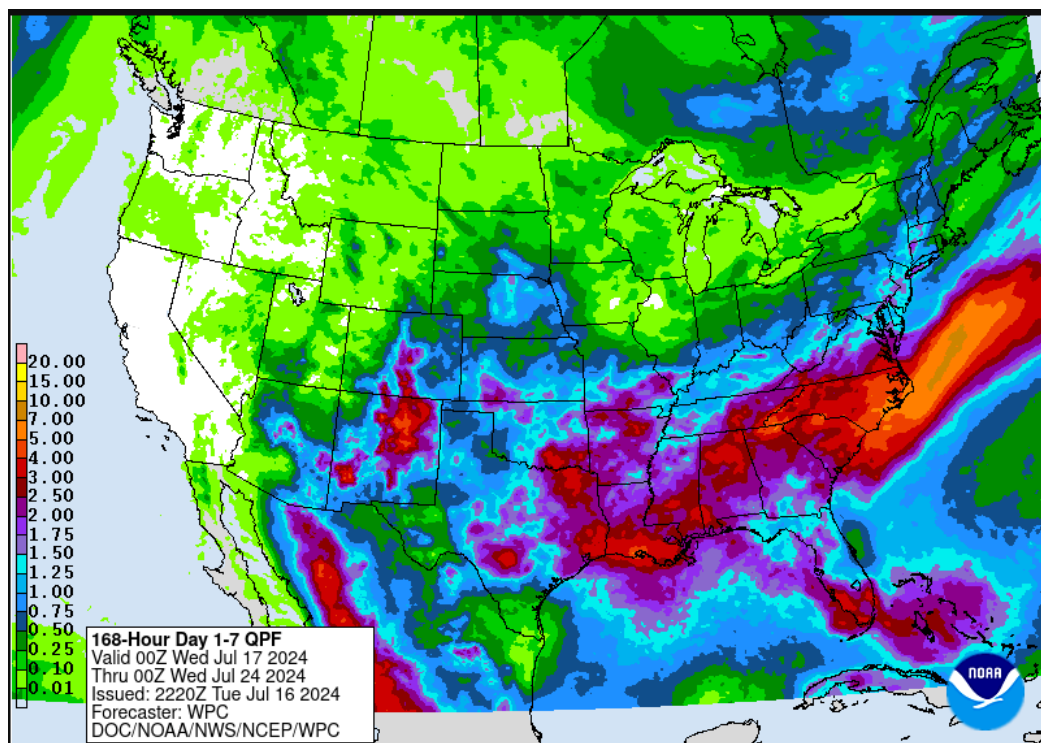 20.00
15.00
10.00
7.00
5.00
4.00
3.00
2.50
2.00
1.75
1.50
1.25
1.00
0.75
0.50
0.25
0.10
0.01
168-Hour Day 1-7 QPF
Valid 00Z Wed Jul 17 2024
Thru 00Z Wed Jul 24 2024
Issued: 2220Z Tue Jul 16 2024
Forecaster: WPC
DOC/NOAA/NWS/NCEP/WPC
NOAA